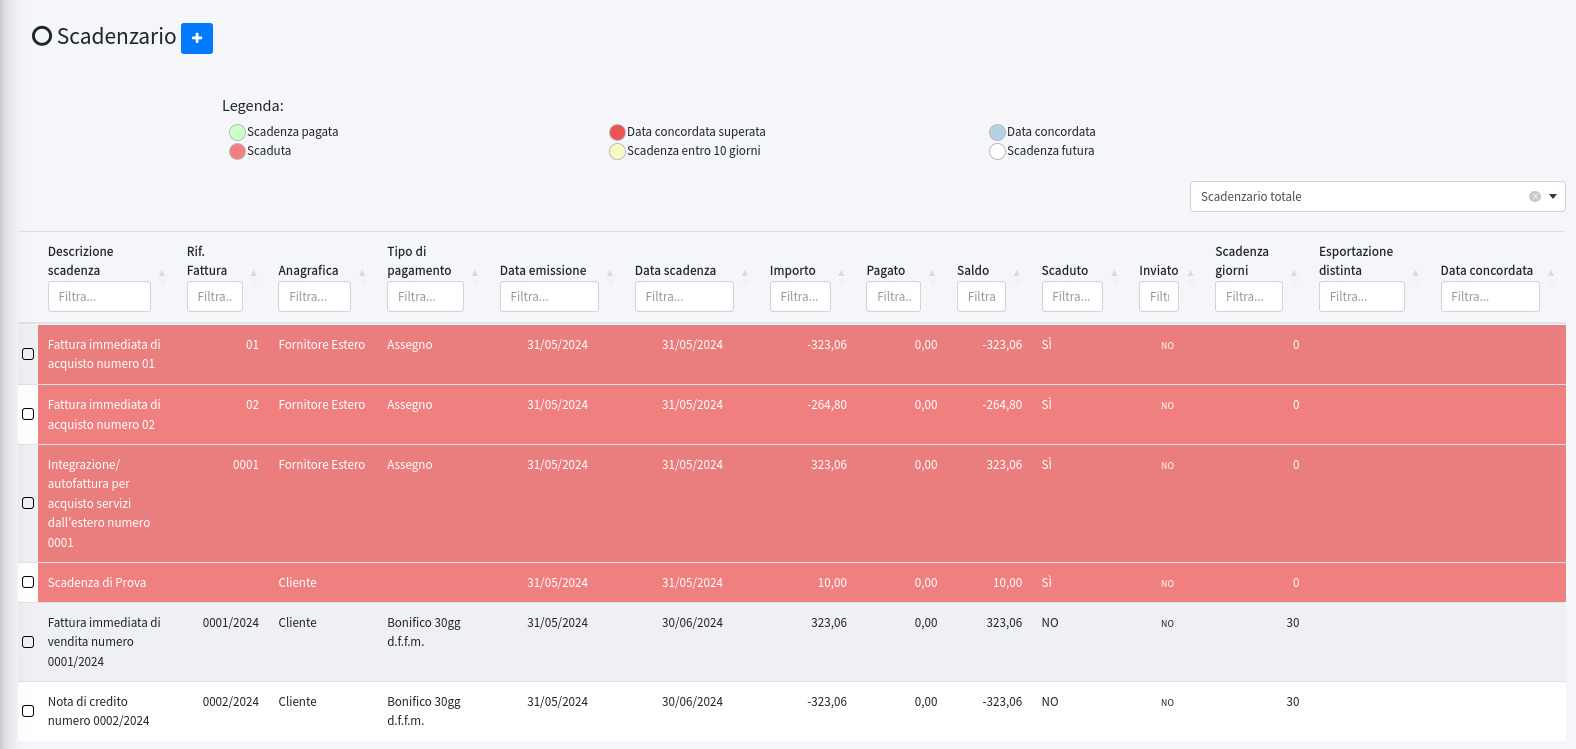 Scadenzario +
Legenda:
Scadenza pagata
Data concordata superata
Data concordata
Scaduta
Scadenza entro 10 giorni
Scadenza futura
Scadenzario totale
Descrizione scadenza Rif. Fattura Anagrafica Tipo di pagamento Data emissione Data scadenza Importo Pagato Saldo Scaduto Inviato Scadenza giorni Esportazione distinta Data concordata
Filtra... Filtra.. Filtra... Filtra... Filtra... Filtra... Filtra... Filtra.. Filtra Filtra... Filtr Filtra... Filtra... Filtra...
Fattura immediata di 01 Fornitore Estero Assegno 31/05/2024 31/05/2024 -323,06 0,00 -323,06 SÌ NO 0
acquisto numero 01
Fattura immediata di 02 Fornitore Estero Assegno 31/05/2024 31/05/2024 -264,80 0,00 -264,80 SÌ NO 0
acquisto numero 02
Integrazione/ 0001 Fornitore Estero Assegno 31/05/2024 31/05/2024 323,06 0,00 323,06 SÌ NO 0
autofattura per
acquisto servizi
dall'estero numero
0001
Scadenza di Prova Cliente 31/05/2024 31/05/2024 10,00 0,00 10,00 SÌ NO 0
Fattura immediata di 0001/2024 Cliente Bonifico 30gg 31/05/2024 30/06/2024 323,06 0,00 323,06 NO NO 30
vendita numero d.f.f.m.
0001/2024
Nota di credito 0002/2024 Cliente Bonifico 30gg 31/05/2024 30/06/2024 -323,06 0,00 -323,06 NO NO 30
numero 0002/2024 d.f.f.m.